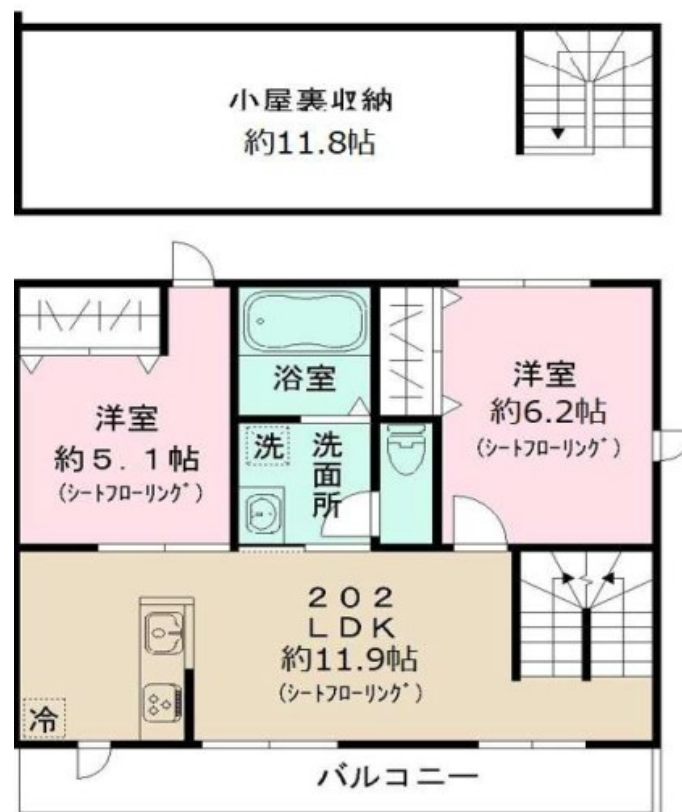 小屋裏収納
約11.8帖
浴室
洋室
約5.1帖
(シートフローリング)
洗
洗面所
洋室
約6.2帖
(シートフローリング)
202
LDK
約11.9帖
(シートフローリング)
冷
バルコニー